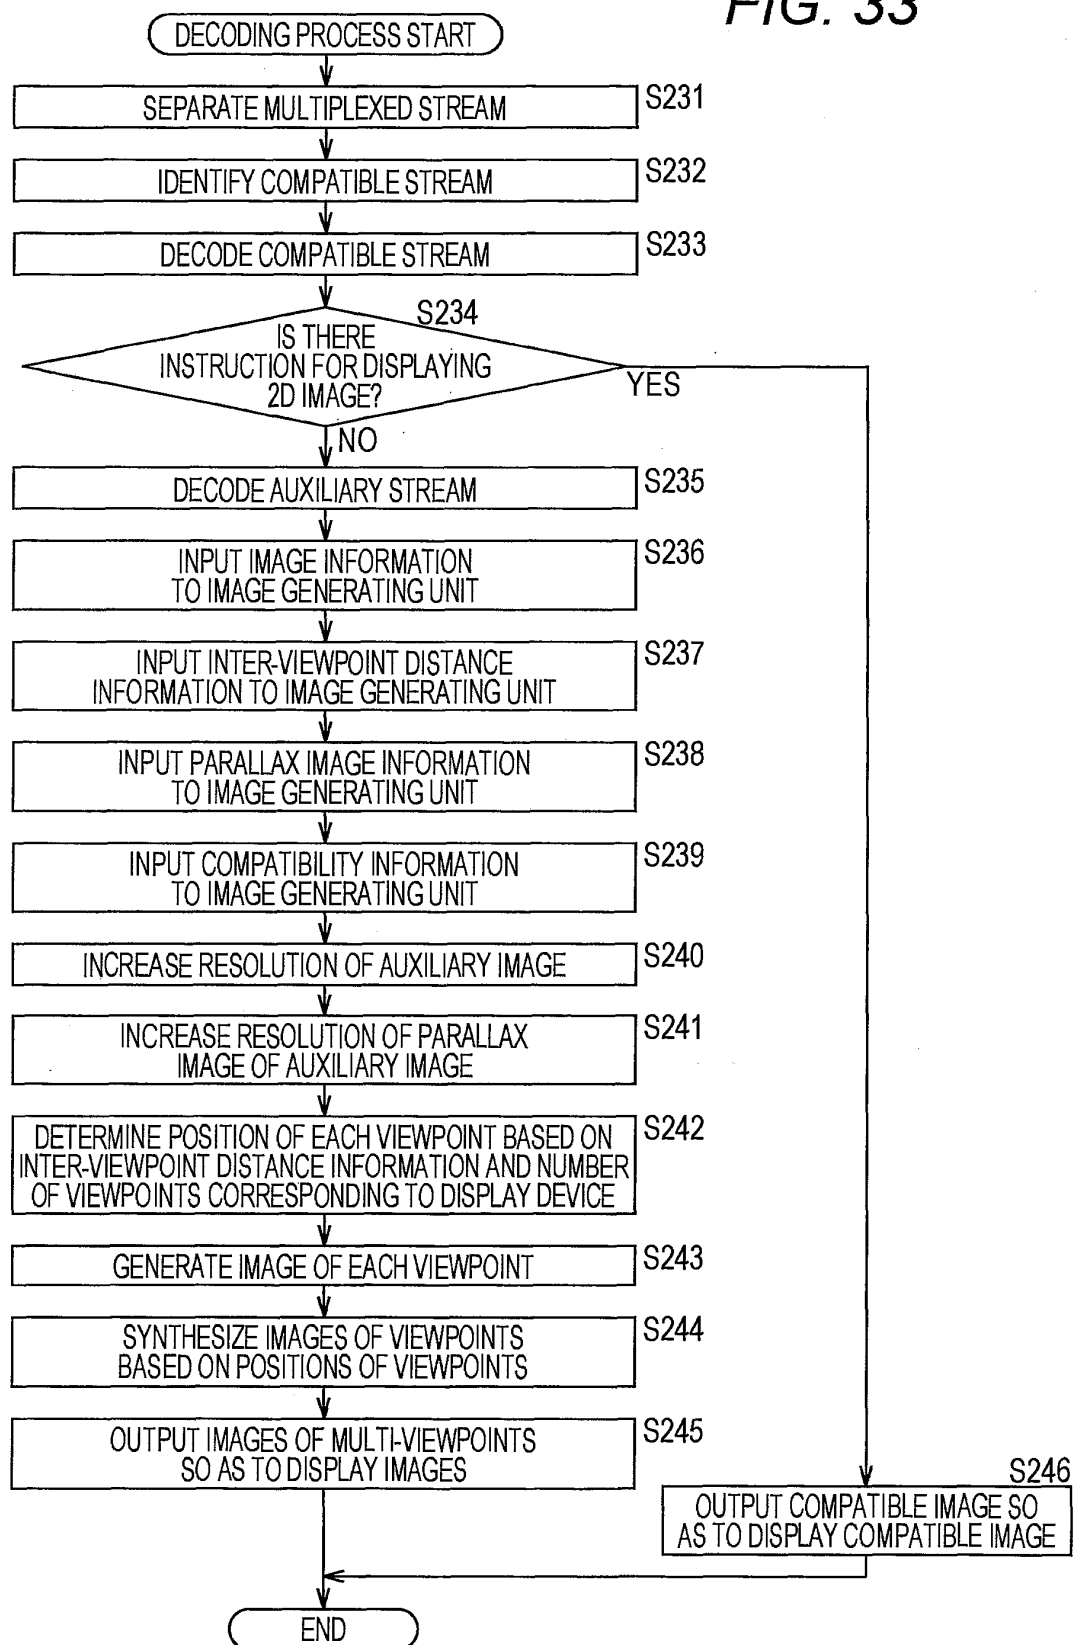 FIG. 33
DECODING PROCESS START
SEPARATE MULTIPLEXED STREAM
S231
IDENTIFY COMPATIBLE STREAM
S232
DECODE COMPATIBLE STREAM
S233
S234
IS THERE
INSTRUCTION FOR DISPLAYING
2D IMAGE?
YES
NO
DECODE AUXILIARY STREAM
S235
INPUT IMAGE INFORMATION
TO IMAGE GENERATING UNIT
S236
INPUT INTER-VIEWPOINT DISTANCE
INFORMATION TO IMAGE GENERATING UNIT
S237
INPUT PARALLAX IMAGE INFORMATION
TO IMAGE GENERATING UNIT
S238
INPUT COMPATIBILITY INFORMATION
TO IMAGE GENERATING UNIT
S239
INCREASE RESOLUTION OF AUXILIARY IMAGE
S240
INCREASE RESOLUTION OF PARALLAX
IMAGE OF AUXILIARY IMAGE
S241
DETERMINE POSITION OF EACH VIEWPOINT BASED ON
INTER-VIEWPOINT DISTANCE INFORMATION AND NUMBER
OF VIEWPOINTS CORRESPONDING TO DISPLAY DEVICE
S242
GENERATE IMAGE OF EACH VIEWPOINT
S243
SYNTHESIZE IMAGES OF VIEWPOINTS
BASED ON POSITIONS OF VIEWPOINTS
S244
OUTPUT IMAGES OF MULTI-VIEWPOINTS
SO AS TO DISPLAY IMAGES
S245
S246
OUTPUT COMPATIBLE IMAGE SO
AS TO DISPLAY COMPATIBLE IMAGE
END